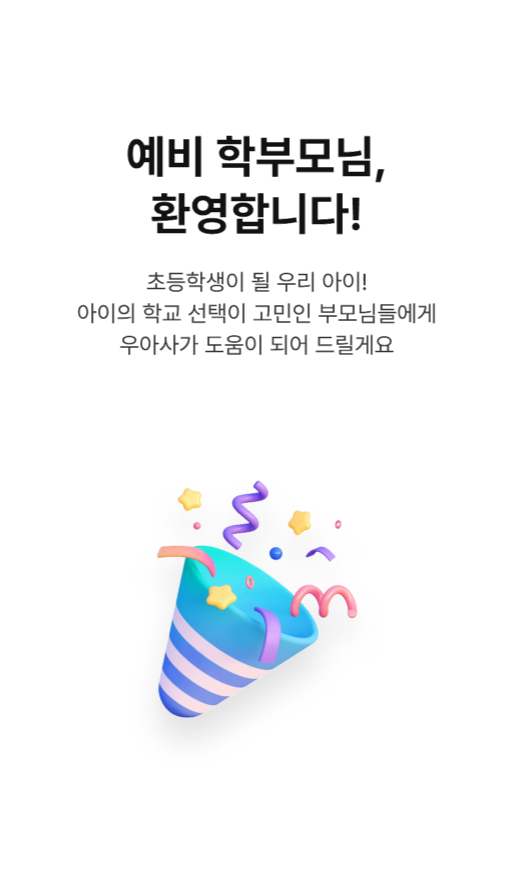 예비 학부모님,
환영합니다!
초등학생이 될 우리 아이!
아이의 학교 선택이 고민인 부모님들에게
우아사가 도움이 되어 드릴게요